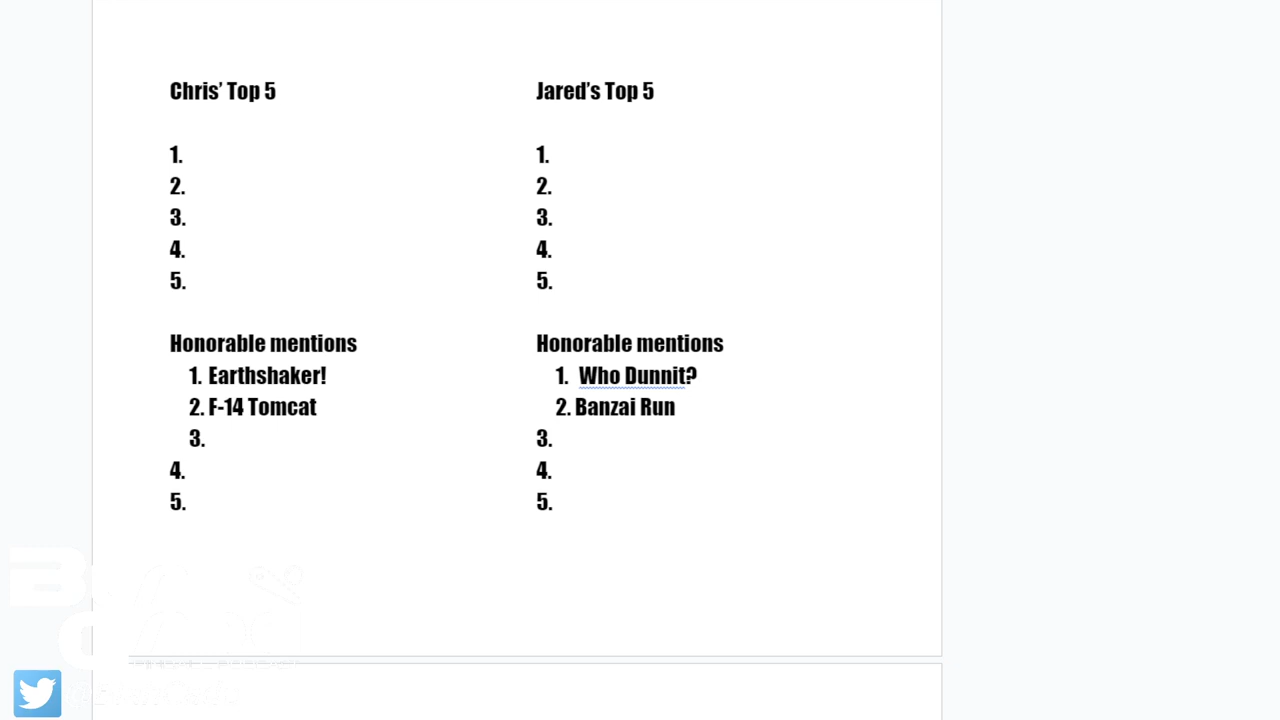 Chris’ Top 5
1.
2.
3.
4.
5.
Honorable mentions
1. Earthshaker!
2. F-14 Tomcat
3.
4.
5.
Jared’s Top 5
1.
2.
3.
4.
5.
Honorable mentions
1. Who Dunnit?
2. Banzai Run
3.
4.
5.